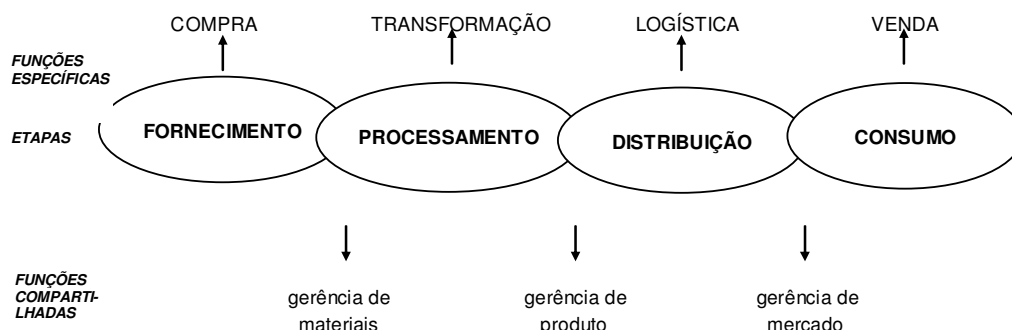 COMPRA TRANSFORMAÇÃO LOGÍSTICA VENDA
FUNÇÕES
ESPECÍFICAS
ETAPAS FORNECIMENTO PROCESSAMENTO DISTRIBUIÇÃO CONSUMO
FUNÇÕES
COMPARTI-
LHADAS
gerência de
materiais
gerência de
produto
gerência de
mercado